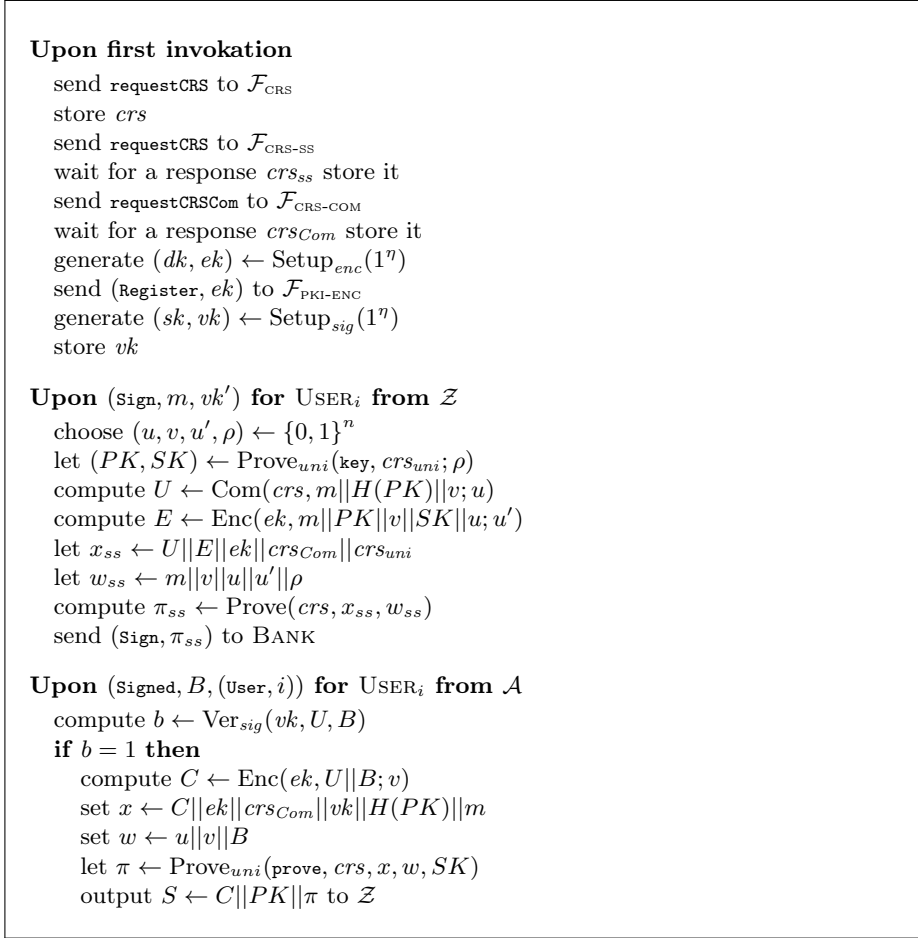 Upon first invokation
send requestCRS to 𝓕_CRS
store crs
send requestCRS to 𝓕_CRS-SS
wait for a response crs_ss store it
send requestCRSCom to 𝓕_CRS-COM
wait for a response crs_Com store it
generate (dk, ek) ← Setup_enc(1^η)
send (Register, ek) to 𝓕_PKI-ENC
generate (sk, vk) ← Setup_sig(1^η)
store vk
Upon (Sign, m, vk′) for USER_i from 𝒵
choose (u, v, u′, ρ) ← {0, 1}^n
let (PK, SK) ← Prove_uni(key, crs_uni; ρ)
compute U ← Com(crs, m||H(PK)||v; u)
compute E ← Enc(ek, m||PK||v||SK||u; u′)
let x_ss ← U||E||ek||crs_Com||crs_uni
let w_ss ← m||v||u||u′||ρ
compute π_ss ← Prove(crs, x_ss, w_ss)
send (Sign, π_ss) to BANK
Upon (Signed, B, (User, i)) for USER_i from 𝒜
compute b ← Ver_sig(vk, U, B)
if b = 1 then
compute C ← Enc(ek, U||B; v)
set x ← C||ek||crs_Com||vk||H(PK)||m
set w ← u||v||B
let π ← Prove_uni(prove, crs, x, w, SK)
output S ← C||PK||π to 𝒵